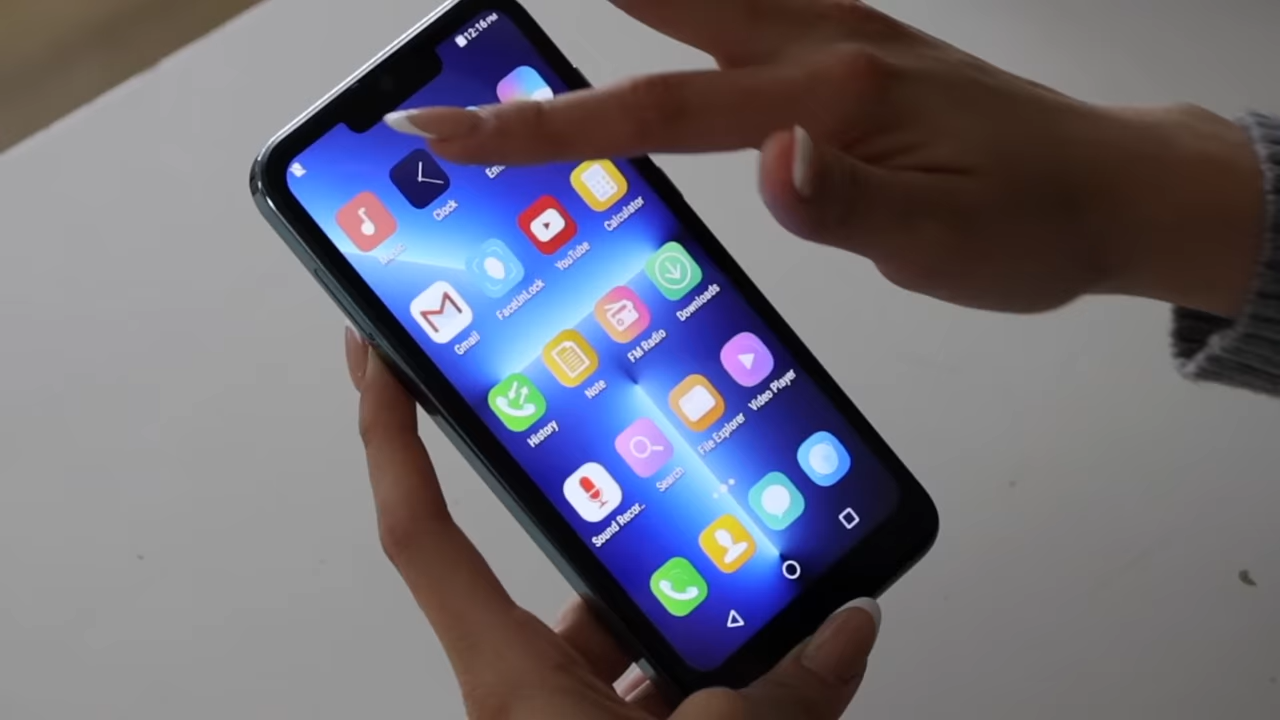 12:16 PM
Music
Clock
Gmail
FaceUnLock
YouTube
Calculator
History
Note
FM Radio
Downloads
Sound Recor...
Search
File Explorer
Video Player